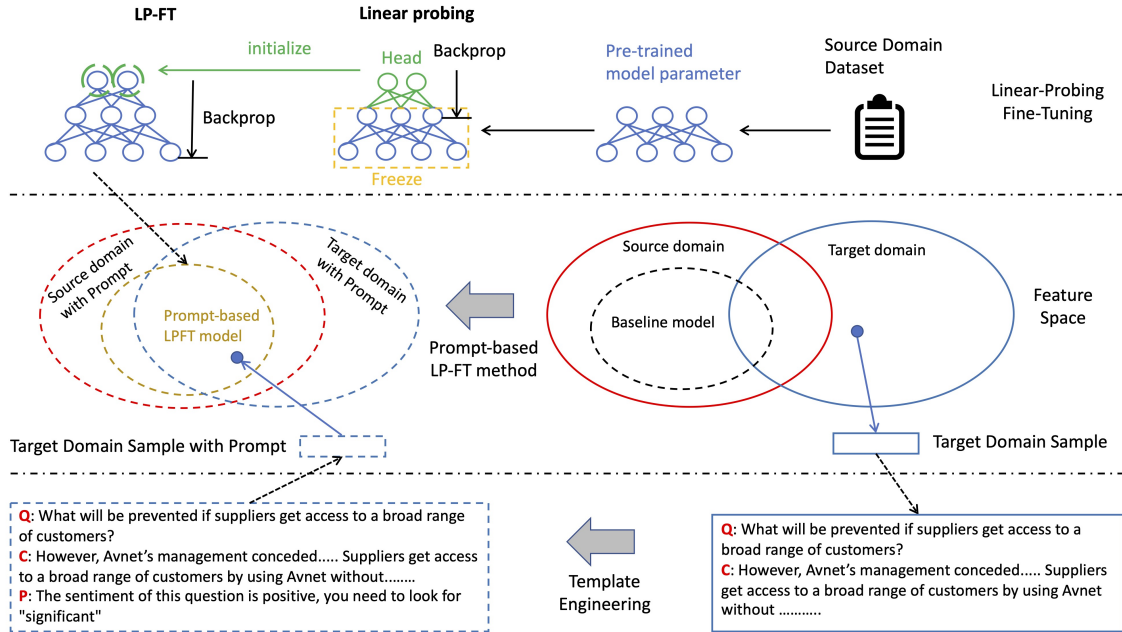 LP-FT
Linear probing
initialize
Head
Backprop
Backprop
Freeze
Pre-trained
model parameter
Source Domain
Dataset
Linear-Probing
Fine-Tuning
Source domain
with Prompt
Target domain
with Prompt
Prompt-based
LPFT model
Prompt-based
LP-FT method
Source domain
Baseline model
Target domain
Feature
Space
Target Domain Sample with Prompt
Target Domain Sample
Q: What will be prevented if suppliers get access to a broad range
of customers?
C: However, Avnet’s management conceded..... Suppliers get access
to a broad range of customers by using Avnet without........
P: The sentiment of this question is positive, you need to look for
"significant"
Template
Engineering
Q: What will be prevented if suppliers get access to a
broad range of customers?
C: However, Avnet’s management conceded.... Suppliers
get access to a broad range of customers by using Avnet
without ………..